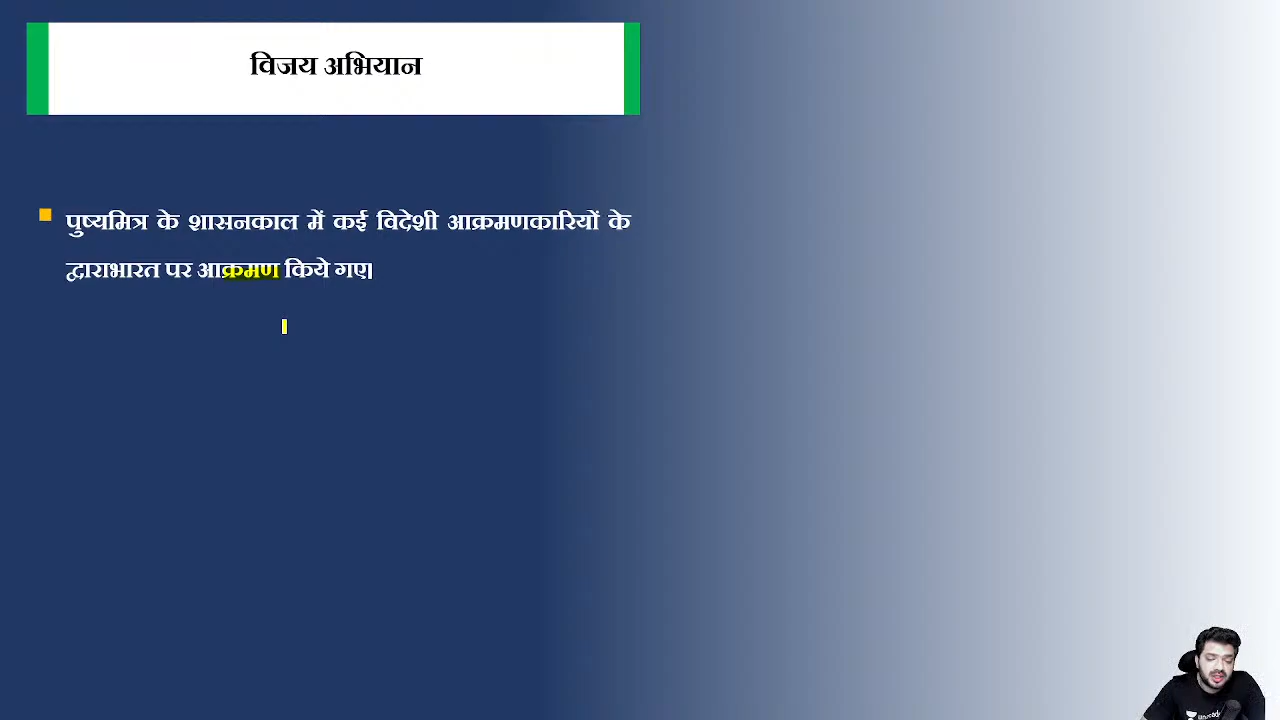 विजय अभियान
पुष्यमित्र के शासनकाल में कई विदेशी आक्रमणकारियों के
द्वाराभारत पर आक्रमण किये गए।